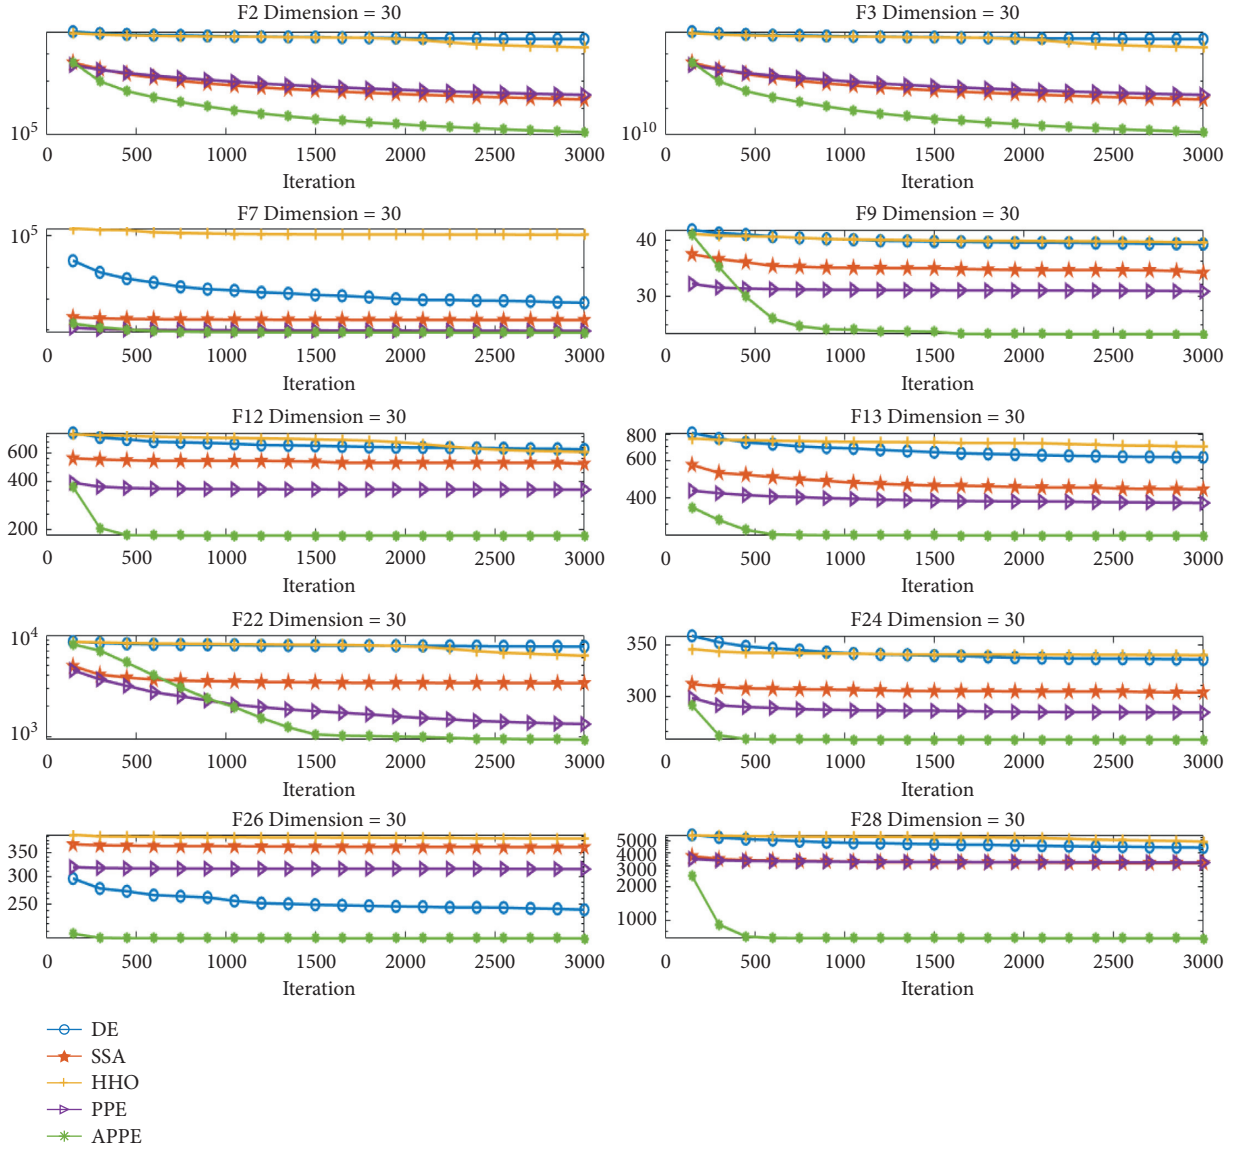 F2 Dimension = 30
10^5
0 500 1000 1500 2000 2500 3000
Iteration
F3 Dimension = 30
10^10
0 500 1000 1500 2000 2500 3000
Iteration
F7 Dimension = 30
10^5
0 500 1000 1500 2000 2500 3000
Iteration
F9 Dimension = 30
40
30
0 500 1000 1500 2000 2500 3000
Iteration
F12 Dimension = 30
600
400
200
0 500 1000 1500 2000 2500 3000
Iteration
F13 Dimension = 30
800
600
400
0 500 1000 1500 2000 2500 3000
Iteration
F22 Dimension = 30
10^4
10^3
0 500 1000 1500 2000 2500 3000
Iteration
F24 Dimension = 30
350
300
0 500 1000 1500 2000 2500 3000
Iteration
F26 Dimension = 30
350
300
250
0 500 1000 1500 2000 2500 3000
Iteration
F28 Dimension = 30
5000
4000
3000
2000
1000
0 500 1000 1500 2000 2500 3000
Iteration
DE
SSA
HHO
PPE
APPE